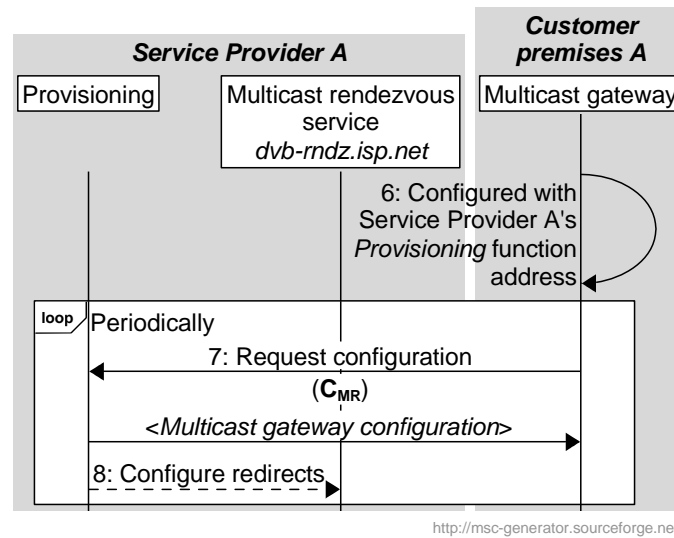 Service Provider A
Customer
premises A
Provisioning
Multicast rendezvous
service
dvb-rndz.isp.net
Multicast gateway
6: Configured with
Service Provider A's
Provisioning function
address
loop
Periodically
7: Request configuration
(CMR)
<Multicast gateway configuration>
8: Configure redirects
http://msc-generator.sourceforge.ne